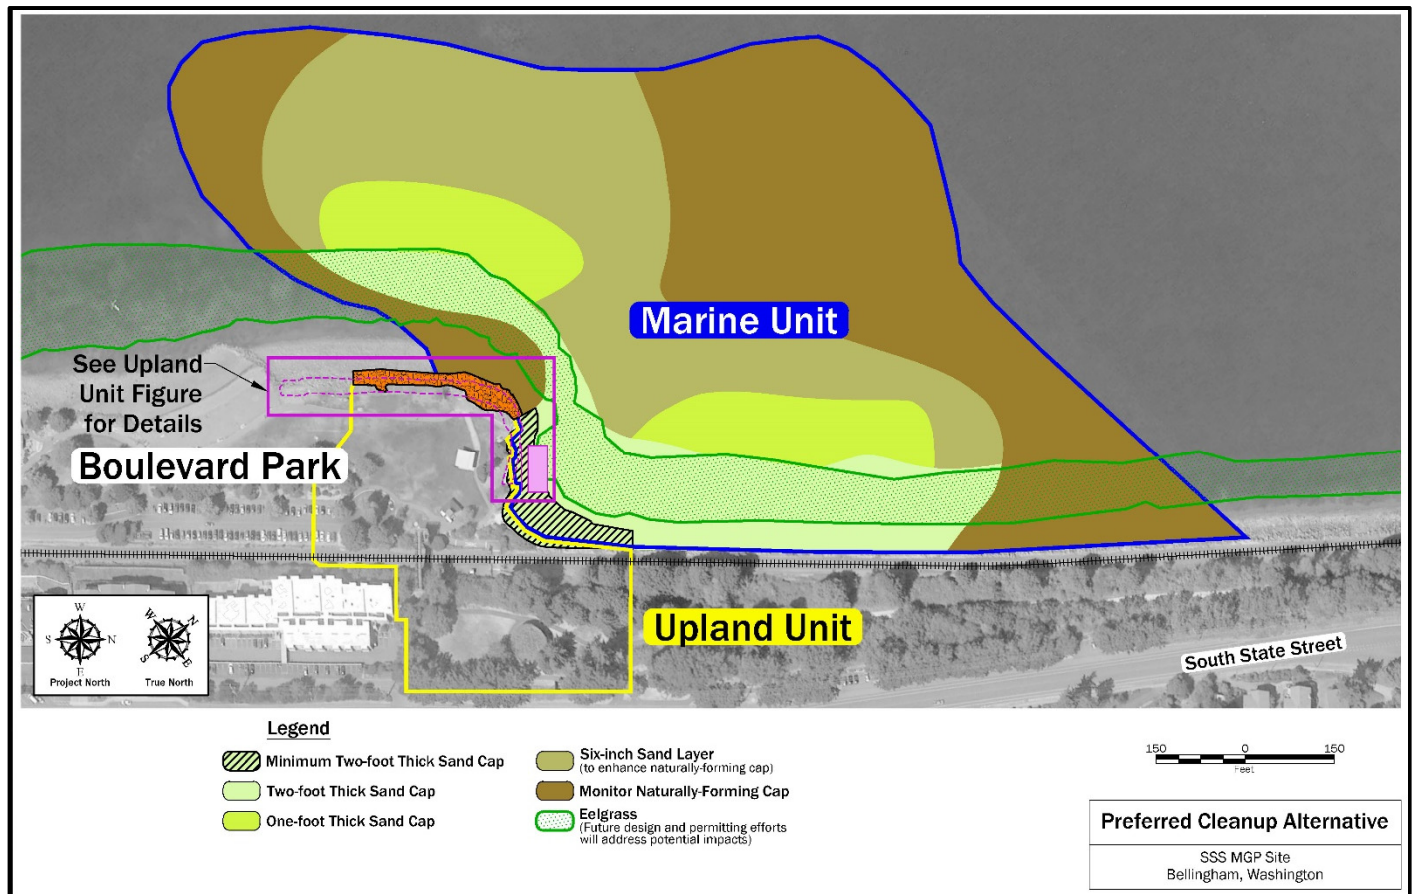 Marine Unit
See Upland
Unit Figure
for Details
Boulevard Park
Upland Unit
South State Street
W
S
N
E
Project North
W
N
S
E
True North
Legend
Minimum Two-foot Thick Sand Cap
Two-foot Thick Sand Cap
One-foot Thick Sand Cap
Six-inch Sand Layer
(to enhance naturally-forming cap)
Monitor Naturally-Forming Cap
Eelgrass
(Future design and permitting efforts
will address potential impacts)
150 0 150
Feet
Preferred Cleanup Alternative
SSS MGP Site
Bellingham, Washington